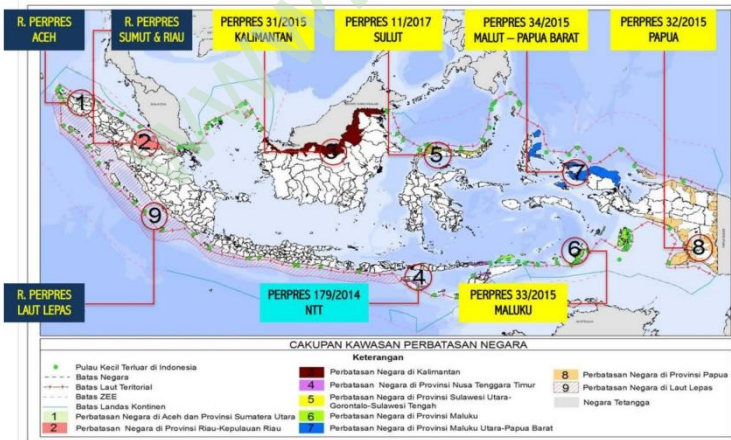 R. PERPRES
ACEH
R. PERPRES
SUMUT & RIAU
PERPRES 31/2015
KALIMANTAN
PERPRES 11/2017
SULUT
PERPRES 34/2015
MALUT – PAPUA BARAT
PERPRES 32/2015
PAPUA
1
2
3
5
7
9
6
8
4
R. PERPRES
LAUT LEPAS
PERPRES 179/2014
NTT
PERPRES 33/2015
MALUKU
AUSTRALIA
CAKUPAN KAWASAN PERBATASAN NEGARA
Keterangan
Pulau Kecil Terluar di Indonesia
Batas Negara
Batas Laut Teritorial
Batas ZEE
Batas Landas Kontinen
1 Perbatasan Negara di Aceh dan Provinsi Sumatera Utara
2 Perbatasan Negara di Provinsi Riau-Kepulauan Riau
3 Perbatasan Negara di Kalimantan
4 Perbatasan Negara di Provinsi Nusa Tenggara Timur
5 Perbatasan Negara di Provinsi Sulawesi Utara-
Gorontalo-Sulawesi Tengah
6 Perbatasan Negara di Provinsi Maluku
7 Perbatasan Negara di Provinsi Maluku Utara-Papua Barat
8 Perbatasan Negara di Provinsi Papua
9 Perbatasan Negara di Laut Lepas
Negara Tetangga